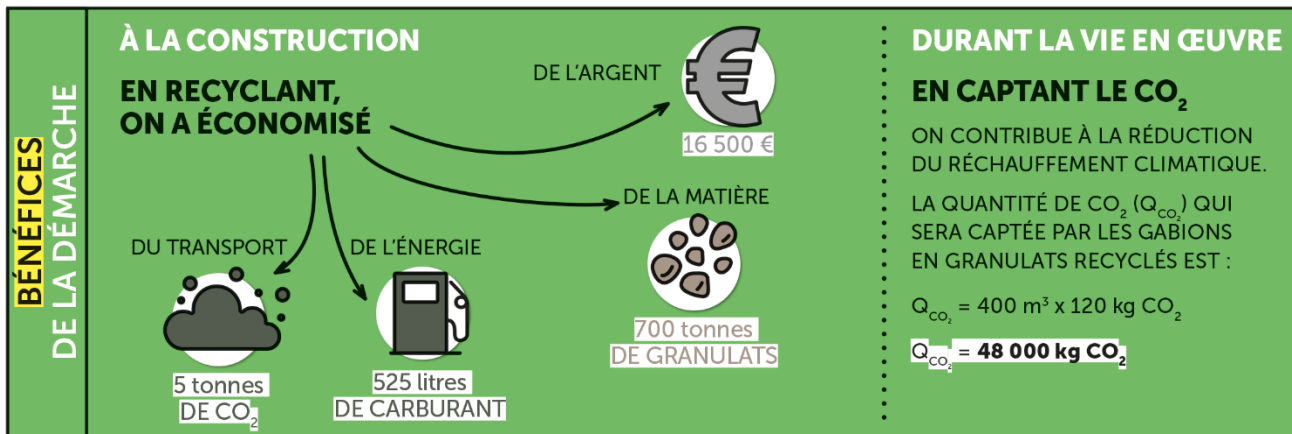 BÉNÉFICES
DE LA DÉMARCHE
À LA CONSTRUCTION
EN RECYCLANT,
ON A ÉCONOMISÉ
DE L'ARGENT
16 500 €
DE LA MATIÈRE
700 tonnes
DE GRANULATS
DE L'ÉNERGIE
525 litres
DE CARBURANT
DU TRANSPORT
5 tonnes
DE CO₂
DURANT LA VIE EN ŒUVRE
EN CAPTANT LE CO₂
ON CONTRIBUE À LA RÉDUCTION
DU RÉCHAUFFEMENT CLIMATIQUE.
LA QUANTITÉ DE CO₂ (Q_CO₂) QUI
SERA CAPTÉE PAR LES GABIONS
EN GRANULATS RECYCLÉS EST :
Q_CO₂ = 400 m³ x 120 kg CO₂
Q_CO₂ = 48 000 kg CO₂